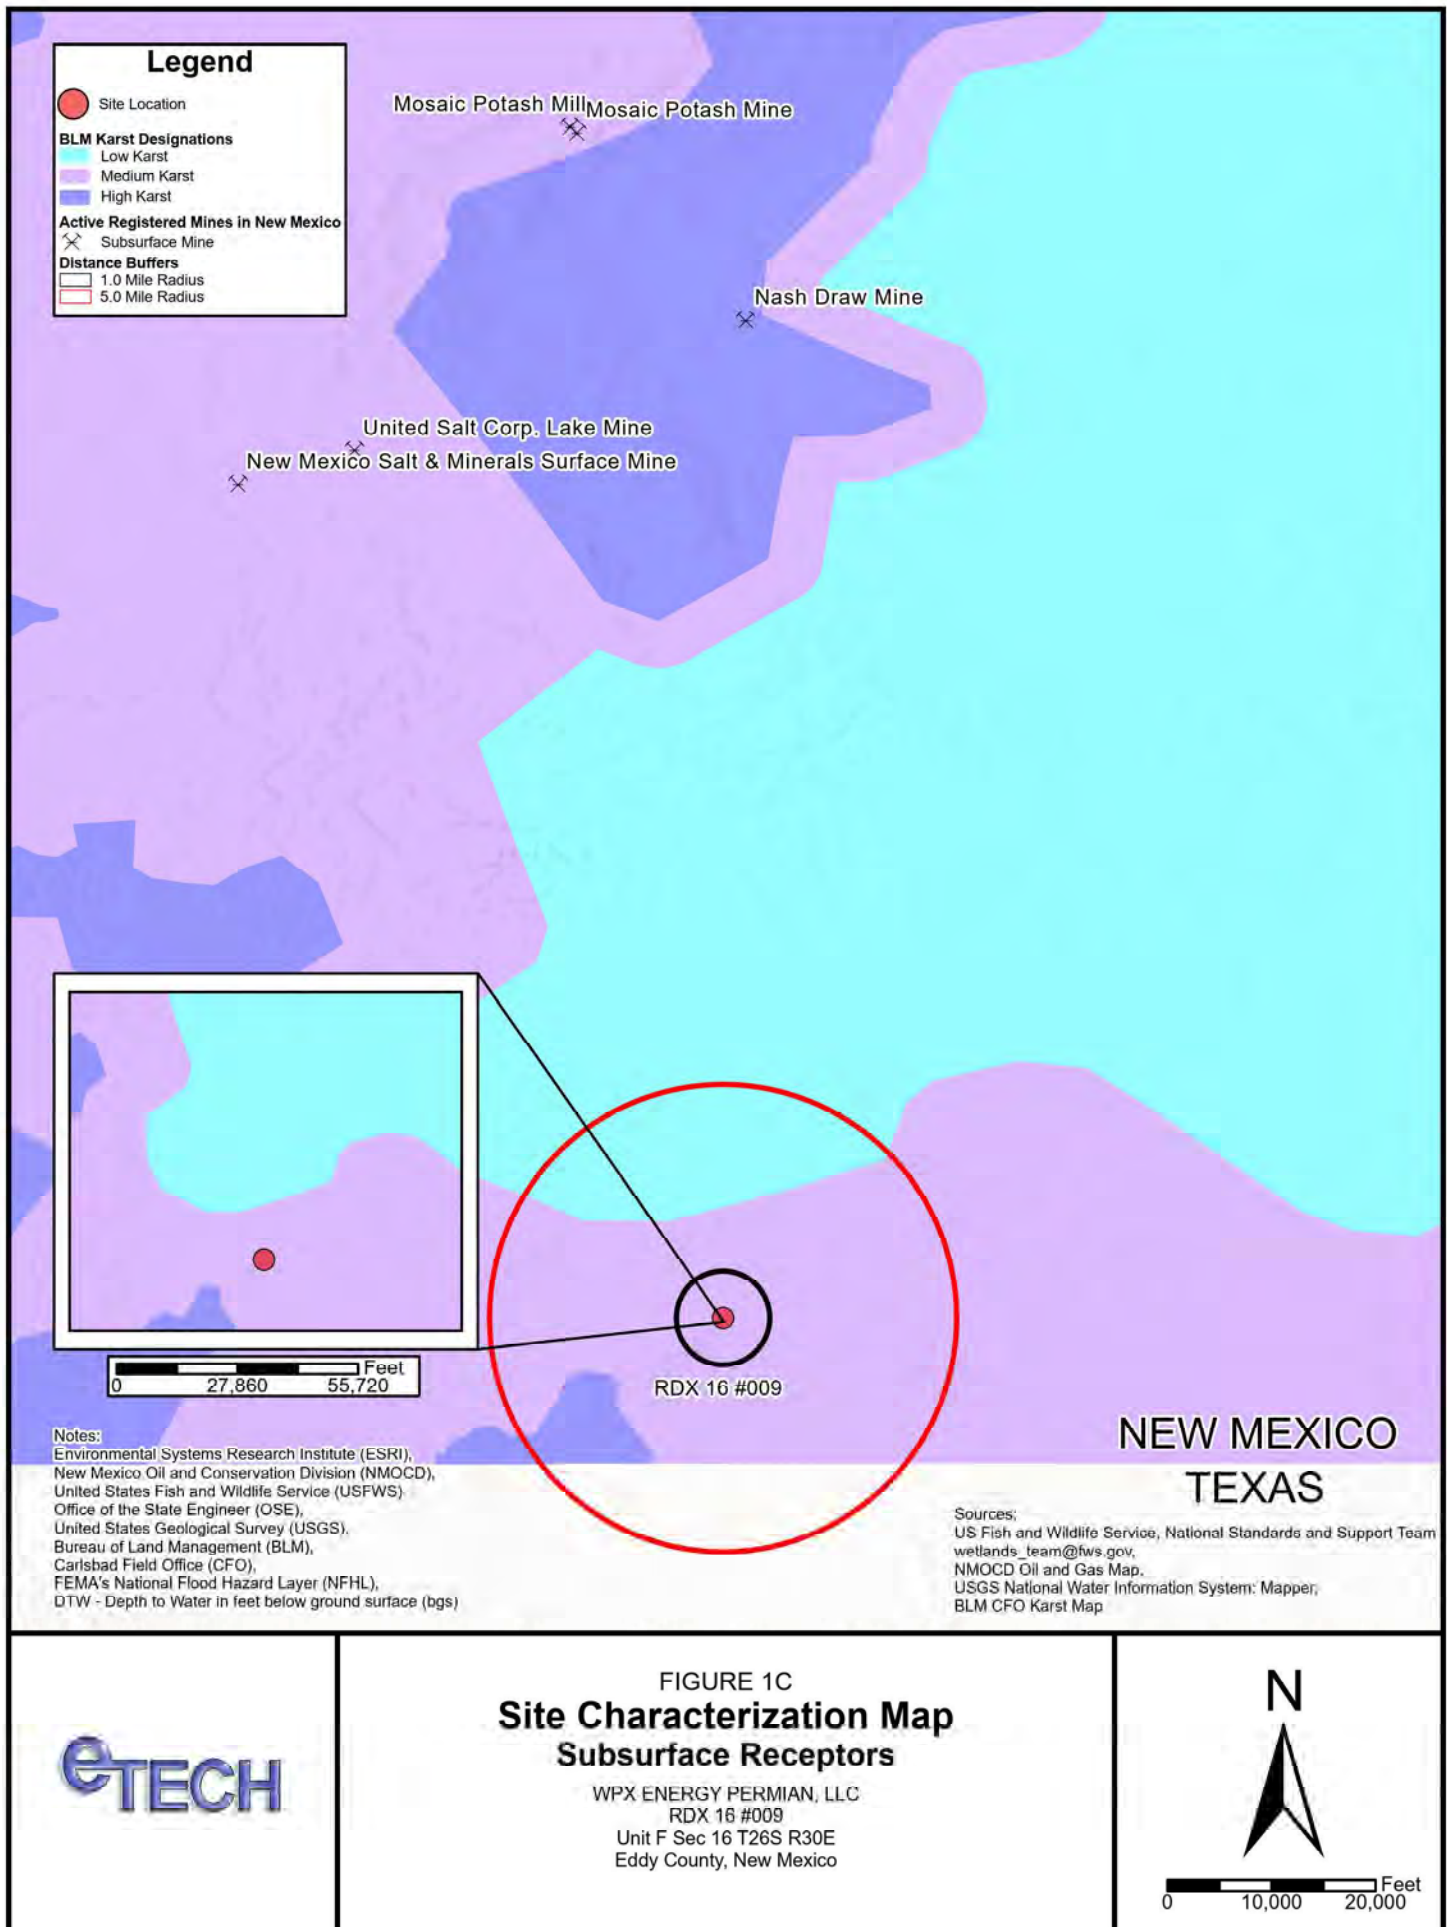 Legend
Site Location
BLM Karst Designations
Low Karst
Medium Karst
High Karst
Active Registered Mines in New Mexico
Subsurface Mine
Distance Buffers
1.0 Mile Radius
5.0 Mile Radius
Mosaic Potash Mill
Mosaic Potash Mine
Nash Draw Mine
United Salt Corp. Lake Mine
New Mexico Salt & Minerals Surface Mine
RDX 16 #009
Feet
0 27,860 55,720
NEW MEXICO
TEXAS
Notes:
Environmental Systems Research Institute (ESRI),
New Mexico Oil and Conservation Division (NMOCD),
United States Fish and Wildlife Service (USFWS)
Office of the State Engineer (OSE),
United States Geological Survey (USGS),
Bureau of Land Management (BLM),
Carlsbad Field Office (CFO),
FEMA's National Flood Hazard Layer (NFHL),
DTW - Depth to Water in feet below ground surface (bgs)
Sources:
US Fish and Wildlife Service, National Standards and Support Team
wetlands_team@fws.gov,
NMOCD Oil and Gas Map,
USGS National Water Information System: Mapper,
BLM CFO Karst Map
eTECH
FIGURE 1C
Site Characterization Map
Subsurface Receptors
WPX ENERGY PERMIAN, LLC
RDX 16 #009
Unit F Sec 16 T26S R30E
Eddy County, New Mexico
N
Feet
0 10,000 20,000